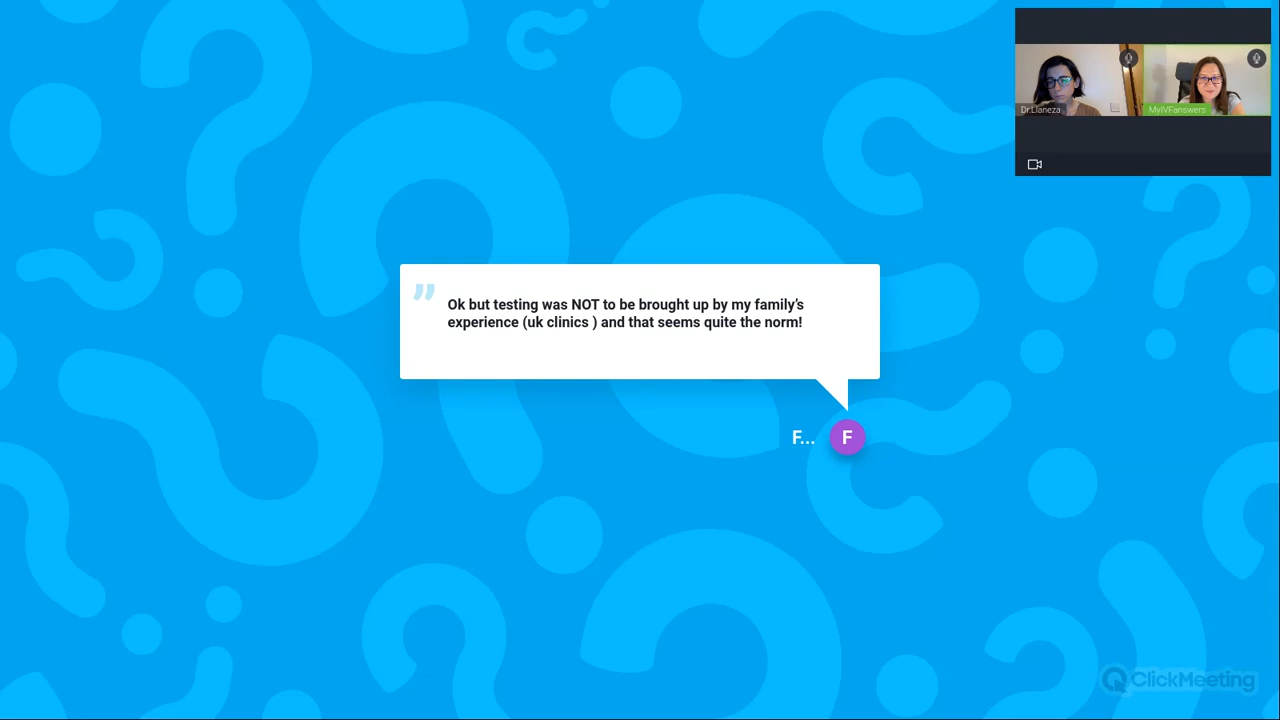 Dr.Llaneza
MyIVFanswers
” Ok but testing was NOT to be brought up by my family’s
experience (uk clinics ) and that seems quite the norm!
F... F
ClickMeeting